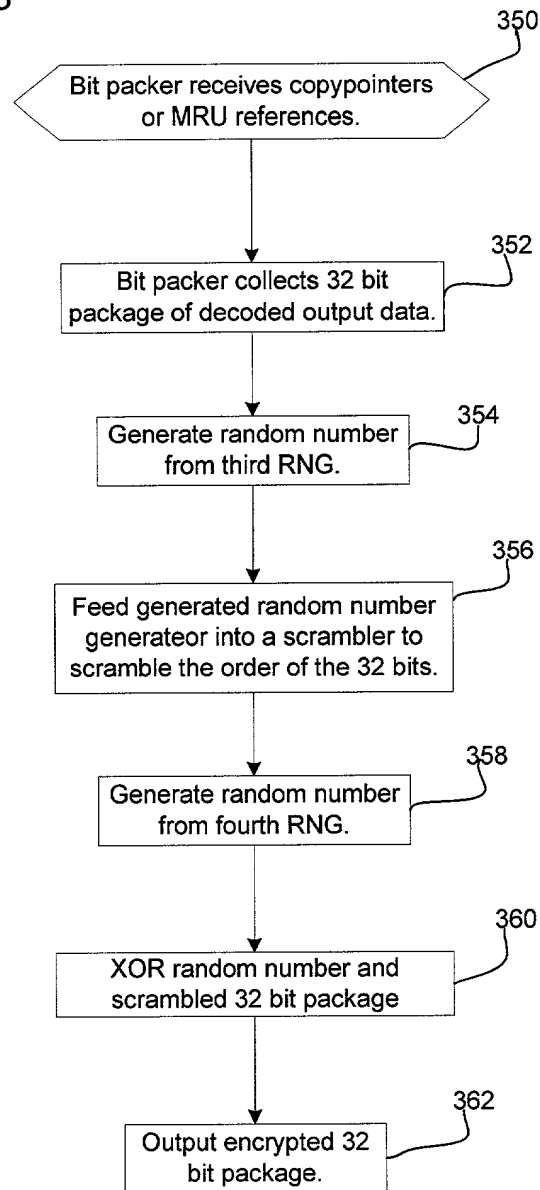 350
Bit packer receives copypointers
or MRU references.
352
Bit packer collects 32 bit
package of decoded output data.
354
Generate random number
from third RNG.
356
Feed generated random number
generateor into a scrambler to
scramble the order of the 32 bits.
358
Generate random number
from fourth RNG.
360
XOR random number and
scrambled 32 bit package
362
Output encrypted 32
bit package.